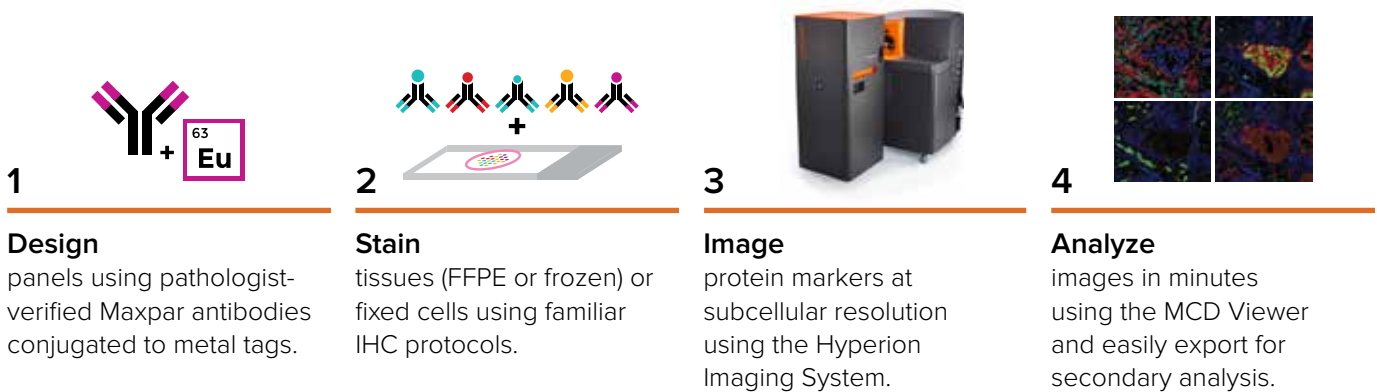 63
Eu
+
+
1
2
3
4
Design
panels using pathologist-
verified Maxpar antibodies
conjugated to metal tags.
Stain
tissues (FFPE or frozen) or
fixed cells using familiar
IHC protocols.
Image
protein markers at
subcellular resolution
using the Hyperion
Imaging System.
Analyze
images in minutes
using the MCD Viewer
and easily export for
secondary analysis.